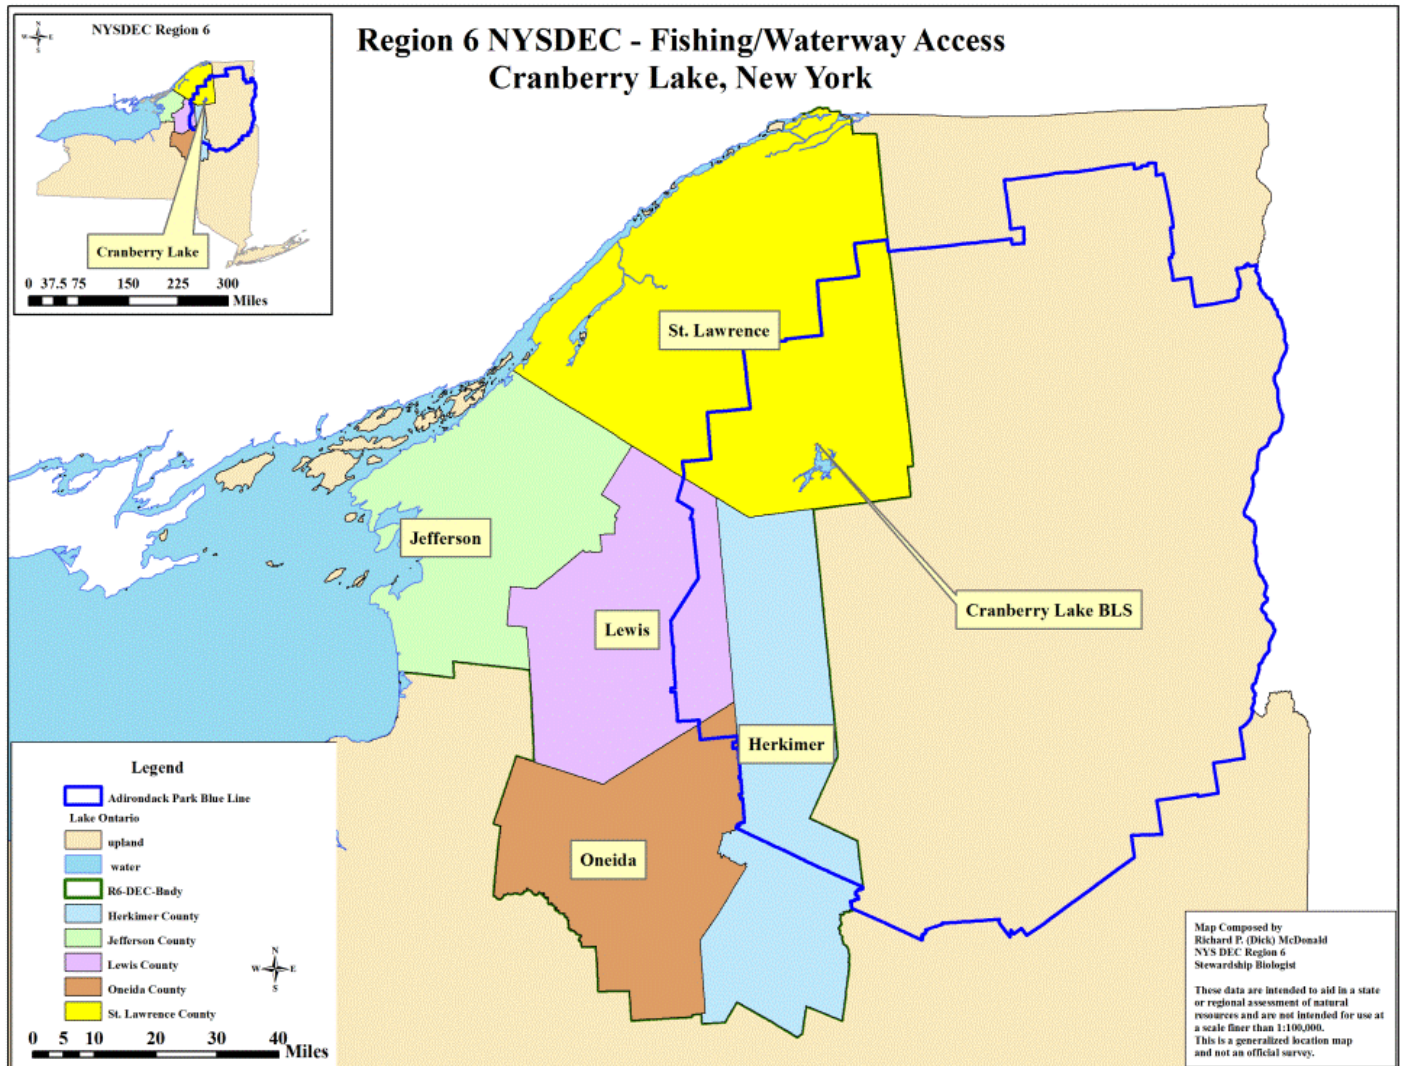 NYSDEC Region 6
N
W E
S
Cranberry Lake
0 37.5 75 150 225 300
Miles
Region 6 NYSDEC - Fishing/Waterway Access
Cranberry Lake, New York
St. Lawrence
Jefferson
Lewis
Cranberry Lake BLS
Herkimer
Oneida
Legend
Adirondack Park Blue Line
Lake Ontario
upland
water
R6-DEC-Bndy
Herkimer County
Jefferson County
Lewis County
Oneida County
St. Lawrence County
N
W E
S
0 5 10 20 30 40
Miles
Map Composed by
Richard P. (Dick) McDonald
NYS DEC Region 6
Stewardship Biologist
These data are intended to aid in a state
or regional assessment of natural
resources and are not intended for use at
a scale finer than 1:100,000.
This is a generalized location map
and not an official survey.